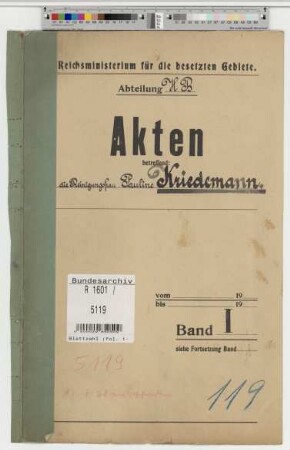 Reichsministerium für die besetzten Gebiete.
Abteilung H B
Akten
betreffend:
die Pauline Kriedemann.
Bundesarchiv
R 1601 /
5119
vom 19
bis 19
Band I
siehe Fortsetzung Band
5119
119